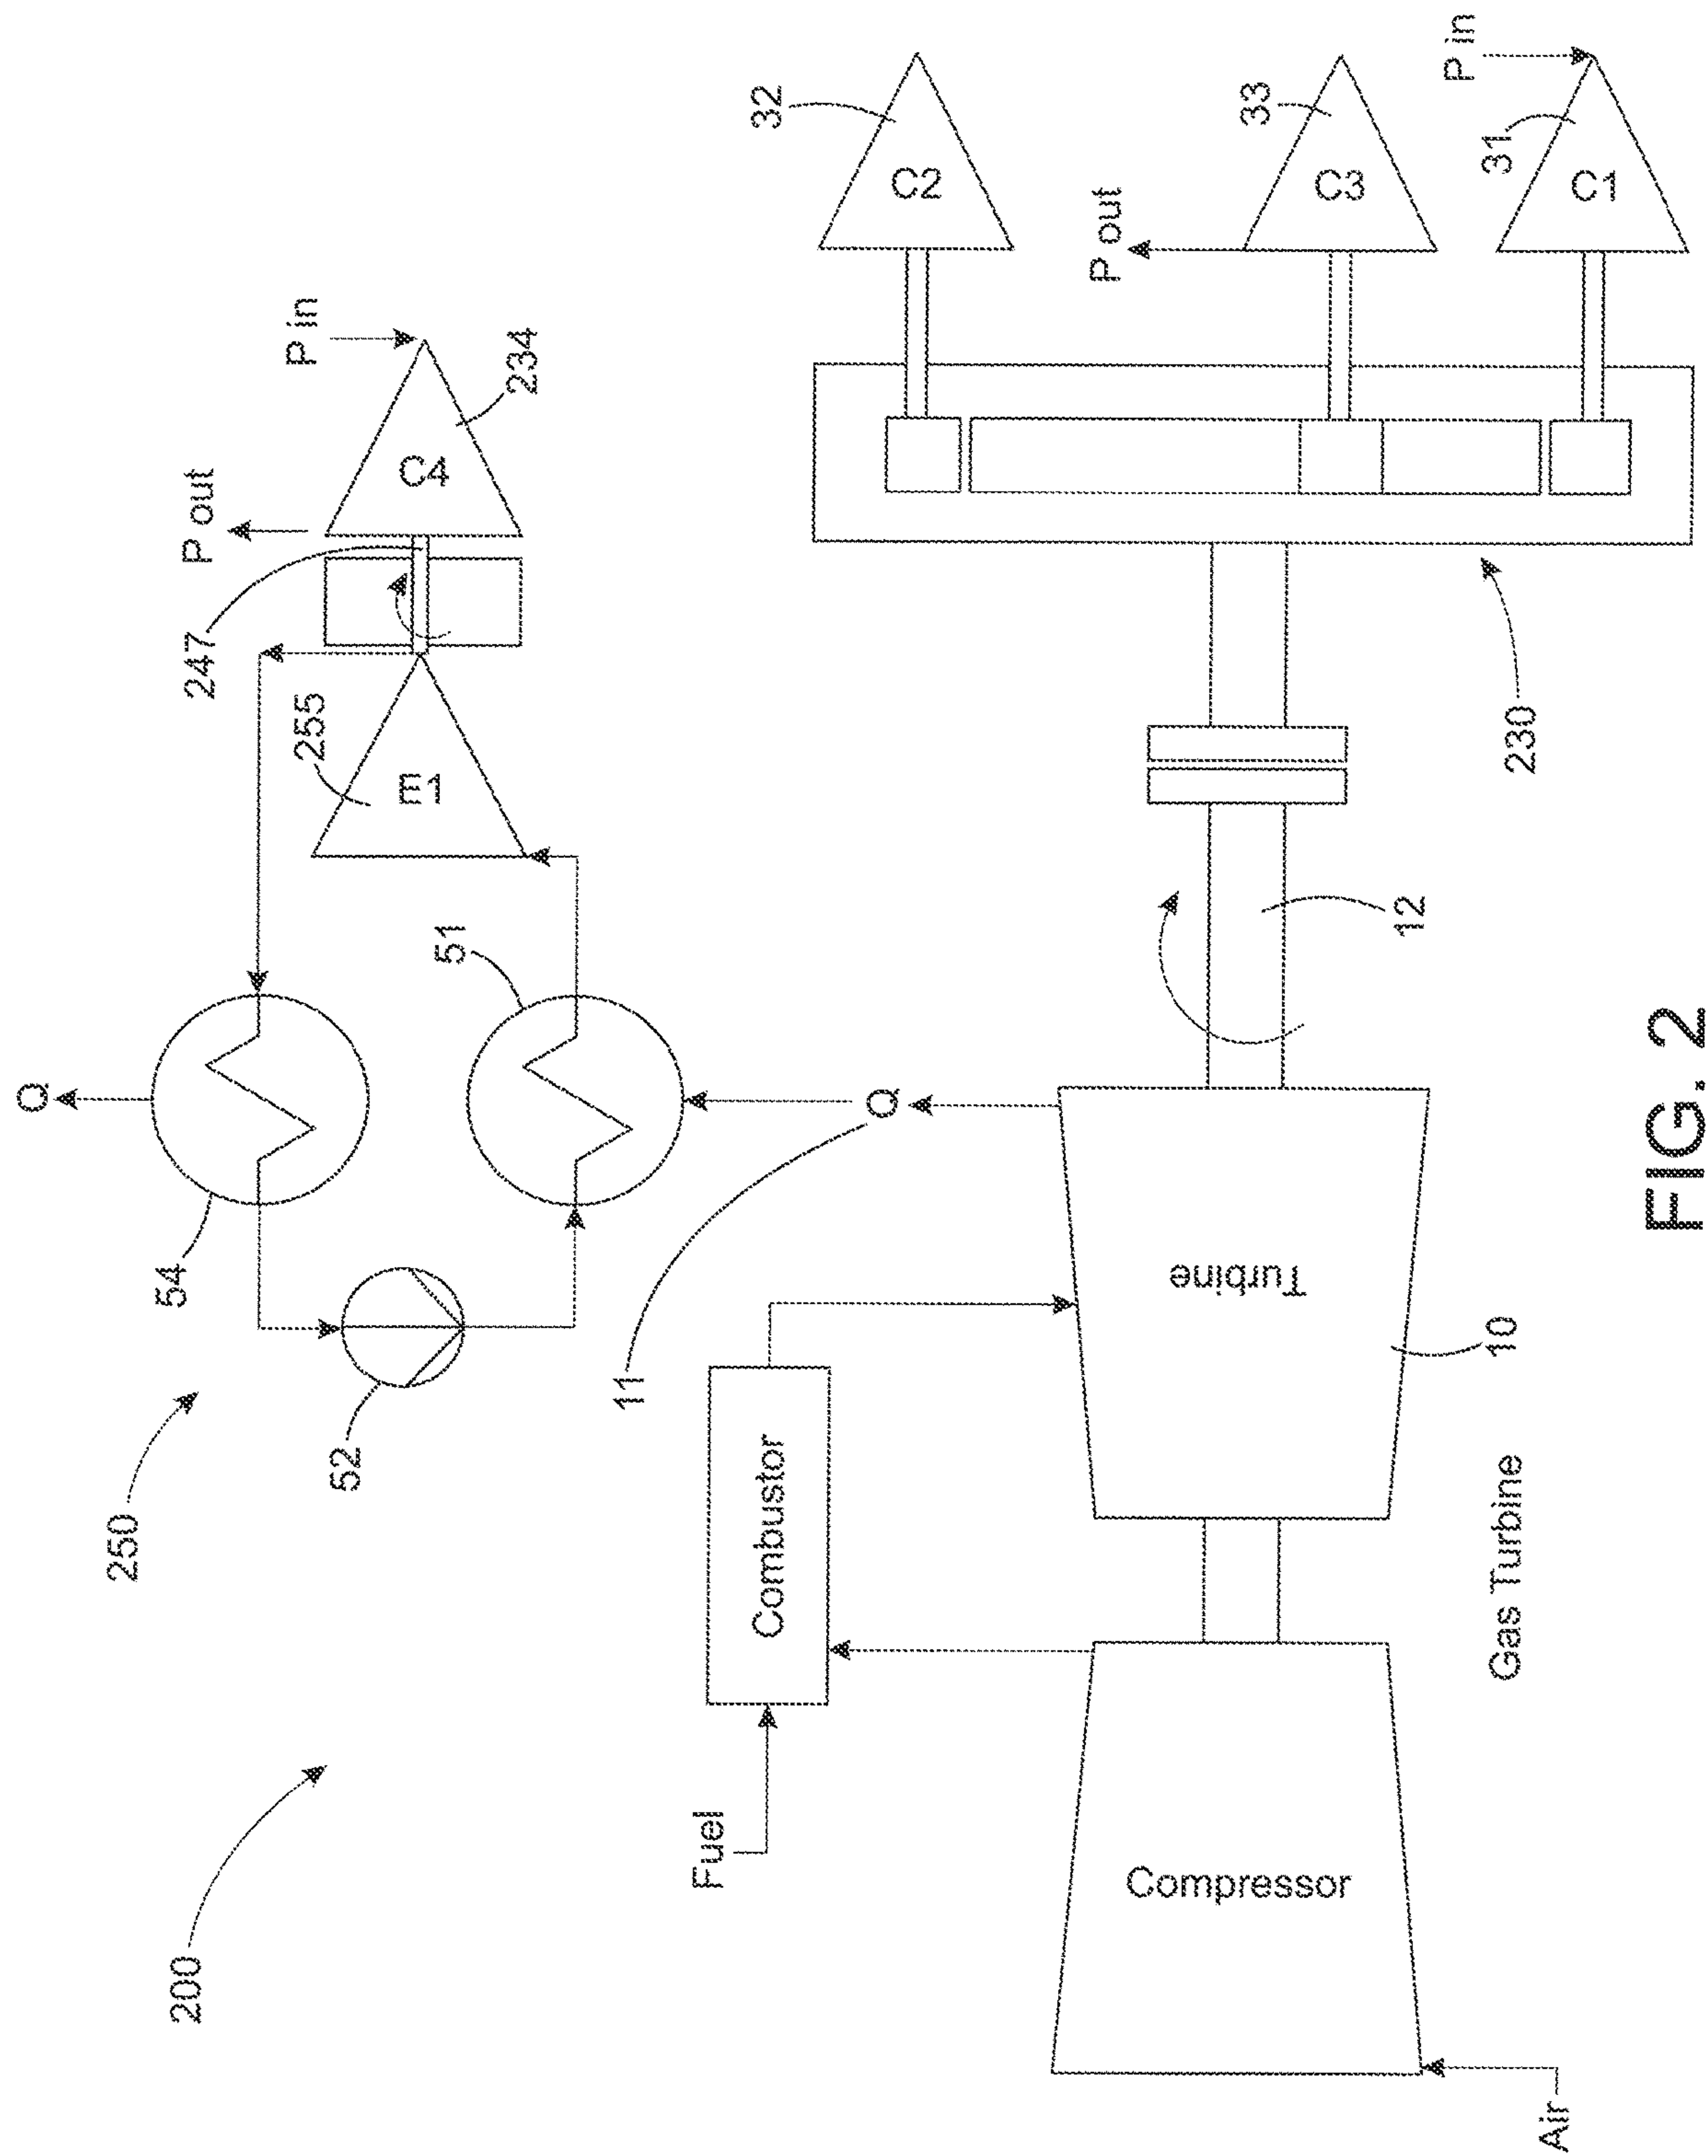 200
250
Q
54
52
51
255
E1
247
P out
C4
P in
234
11
Q
Fuel
Combustor
Air
Compressor
Turbine
10
Gas Turbine
12
230
32
C2
P out
33
C3
31
C1
P in
FIG. 2